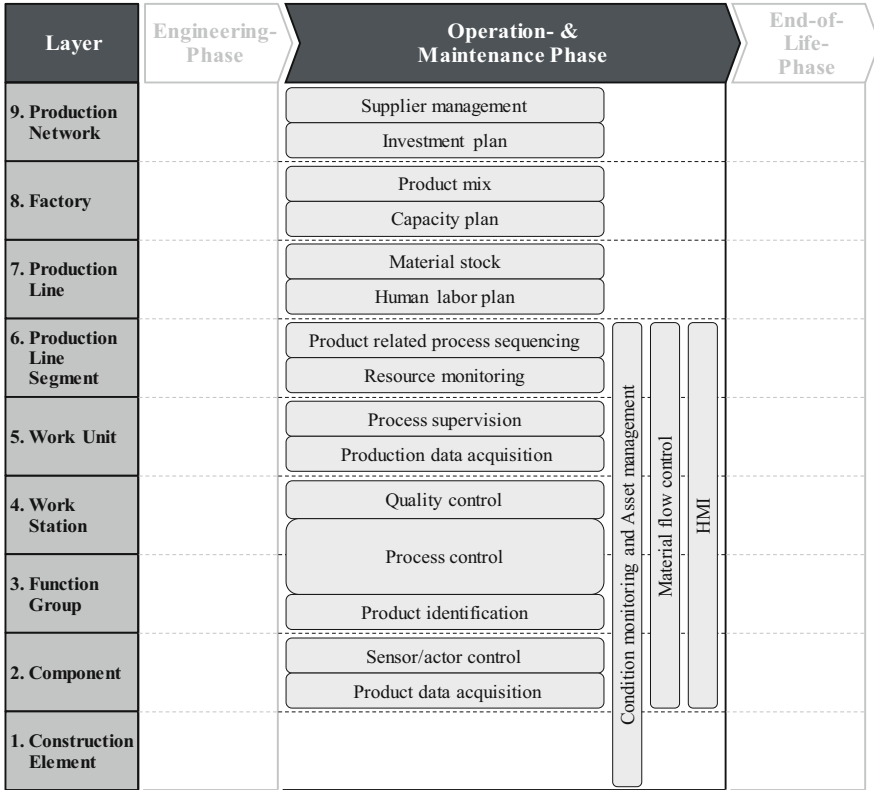 Layer
Engineering-
Phase
Operation- &
Maintenance Phase
End-of-
Life-
Phase
9. Production
Network
Supplier management
Investment plan
8. Factory
Product mix
Capacity plan
7. Production
Line
Material stock
Human labor plan
6. Production
Line
Segment
Product related process sequencing
Resource monitoring
5. Work Unit
Process supervision
Production data acquisition
4. Work
Station
Quality control
Process control
3. Function
Group
Product identification
2. Component
Sensor/actor control
Product data acquisition
1. Construction
Element
Condition monitoring and Asset management
Material flow control
HMI